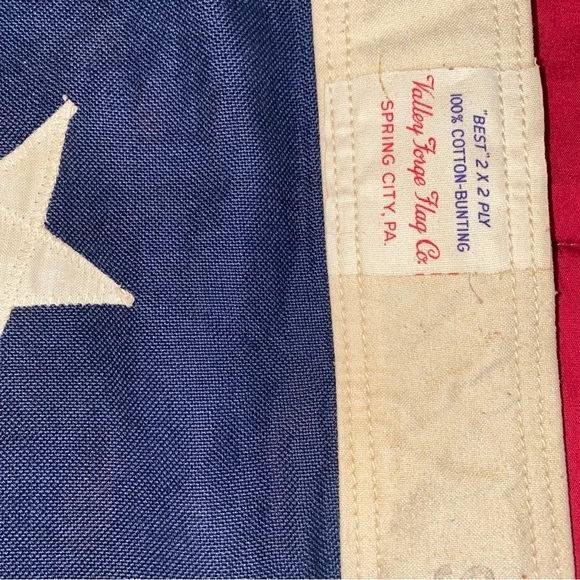 "BEST" 2 X 2 PLY
100% COTTON-BUNTING
Valley Forge Flag Co.
SPRING CITY, PA.